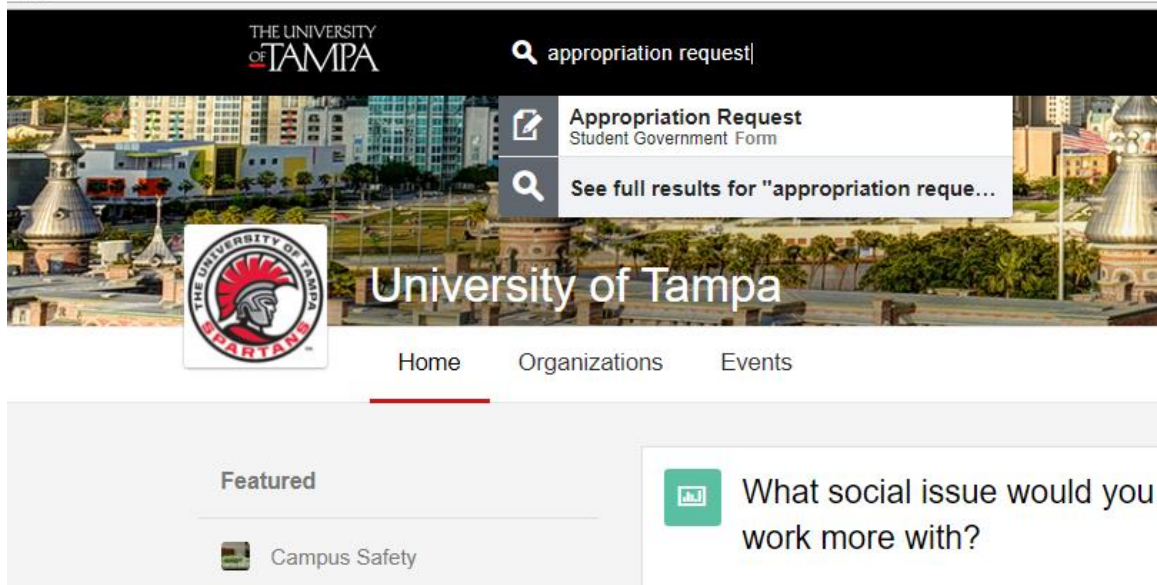 THE UNIVERSITY
OF TAMPA
appropriation request
Appropriation Request
Student Government Form
See full results for "appropriation reque...
THE UNIVERSITY OF TAMPA
SPARTANS
University of Tampa
Home Organizations Events
Featured
What social issue would you
work more with?
Campus Safety